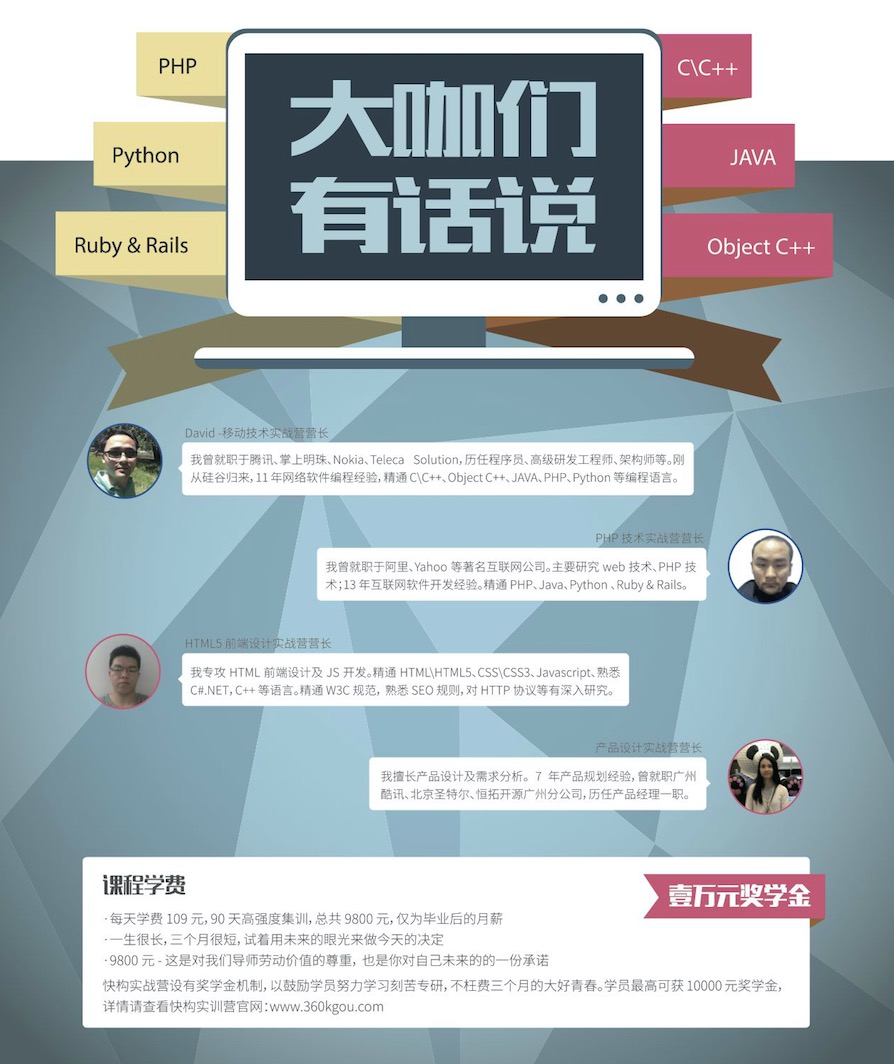 PHP
C\C++
大咖们
Python
JAVA
有话说
Ruby & Rails
Object C++
David -移动技术实战营营长
我曾就职于腾讯、掌上明珠、Nokia、Teleca Solution，历任程序员、高级研发工程师、架构师等。刚
从硅谷归来，11 年网络软件编程经验，精通 C\C++、Object C++、JAVA、PHP、Python 等编程语言。
PHP 技术实战营营长
我曾就职于阿里、Yahoo 等著名互联网公司。主要研究 web 技术、PHP 技
术；13 年互联网软件开发经验。精通 PHP、Java、Python 、Ruby & Rails。
HTML5 前端设计实战营营长
我专攻 HTML 前端设计及 JS 开发。精通 HTML\HTML5、CSS\CSS3、Javascript、熟悉
C#.NET，C++ 等语言。精通 W3C 规范， 熟悉 SEO 规则，对 HTTP 协议等有深入研究。
产品设计实战营营长
我擅长产品设计及需求分析。 7 年产品规划经验，曾就职广州
酷讯、北京圣特尔、恒拓开源广州分公司，历任产品经理一职。
课程学费
壹万元奖学金
·每天学费 109 元，90 天高强度集训，总共 9800 元，仅为毕业后的月薪
·一生很长，三个月很短，试着用未来的眼光来做今天的决定
·9800 元 - 这是对我们导师劳动价值的尊重， 也是你对自己未来的的一份承诺
快构实战营设有奖学金机制，以鼓励学员努力学习刻苦专研，不枉费三个月的大好青春。学员最高可获 10000 元奖学金，
详情请查看快构实训营官网：www.360kgou.com